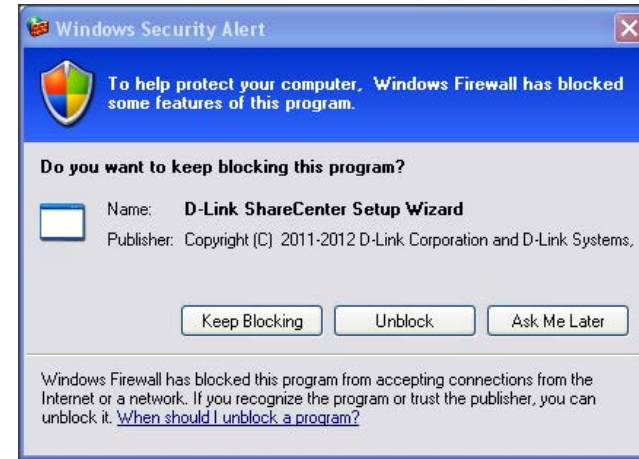 Windows Security Alert
To help protect your computer, Windows Firewall has blocked
some features of this program.
Do you want to keep blocking this program?
Name: D-Link ShareCenter Setup Wizard
Publisher: Copyright (C) 2011-2012 D-Link Corporation and D-Link Systems,
Keep Blocking Unblock Ask Me Later
Windows Firewall has blocked this program from accepting connections from the
Internet or a network. If you recognize the program or trust the publisher, you can
unblock it. When should I unblock a program?